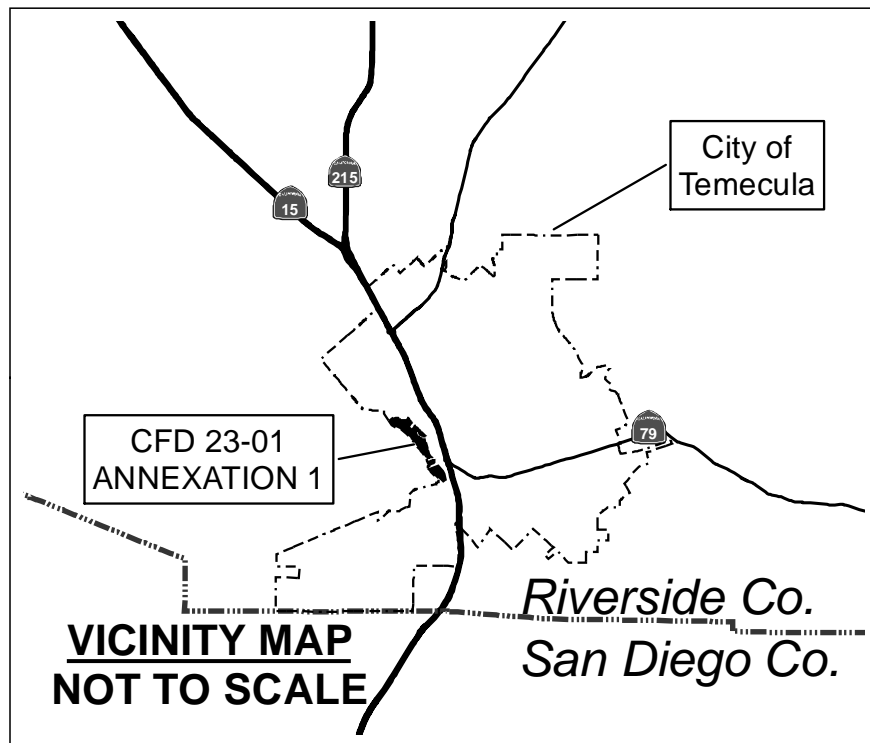 City of
Temecula
215
15
CFD 23-01
ANNEXATION 1
79
Riverside Co.
San Diego Co.
VICINITY MAP
NOT TO SCALE